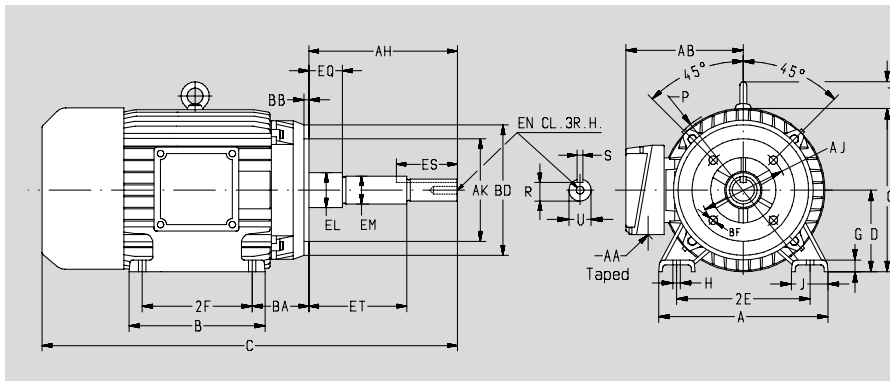 AH
AB
45°
45°
EQ
BB
P
EN CL.3R.H.
T
ES
S
AJ
AK
BD
R
O
EL
EM
U
D
BF
G
-AA
Taped
H
J
2F
BA
ET
2E
B
A
C